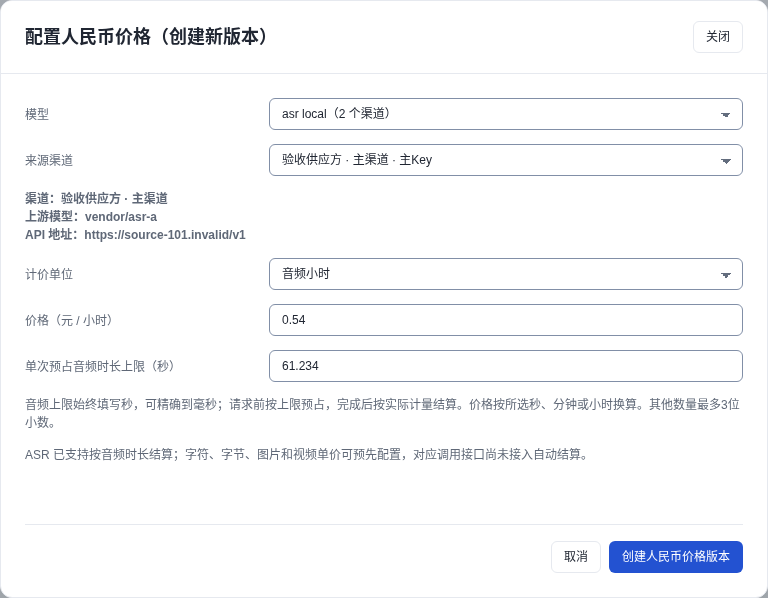 配置人民币价格（创建新版本）
关闭
模型
asr local（2 个渠道）
来源渠道
验收供应方 · 主渠道 · 主Key
渠道：验收供应方 · 主渠道
上游模型：vendor/asr-a
API 地址：https://source-101.invalid/v1
计价单位
音频小时
价格（元 / 小时）
0.54
单次预占音频时长上限（秒）
61.234
音频上限始终填写秒，可精确到毫秒；请求前按上限预占，完成后按实际计量结算。价格按所选秒、分钟或小时换算。其他数量最多3位
小数。
ASR 已支持按音频时长结算；字符、字节、图片和视频单价可预先配置，对应调用接口尚未接入自动结算。
取消
创建人民币价格版本